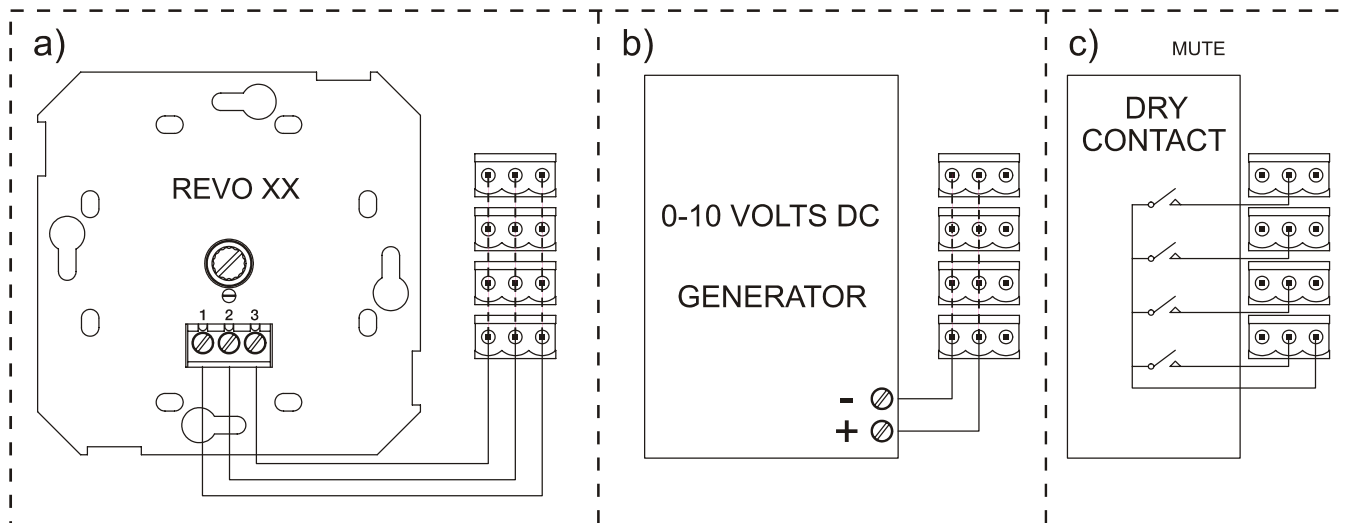 a)
REVO XX
1 2 3
b)
0-10 VOLTS DC
GENERATOR
-
+
c)
MUTE
DRY
CONTACT